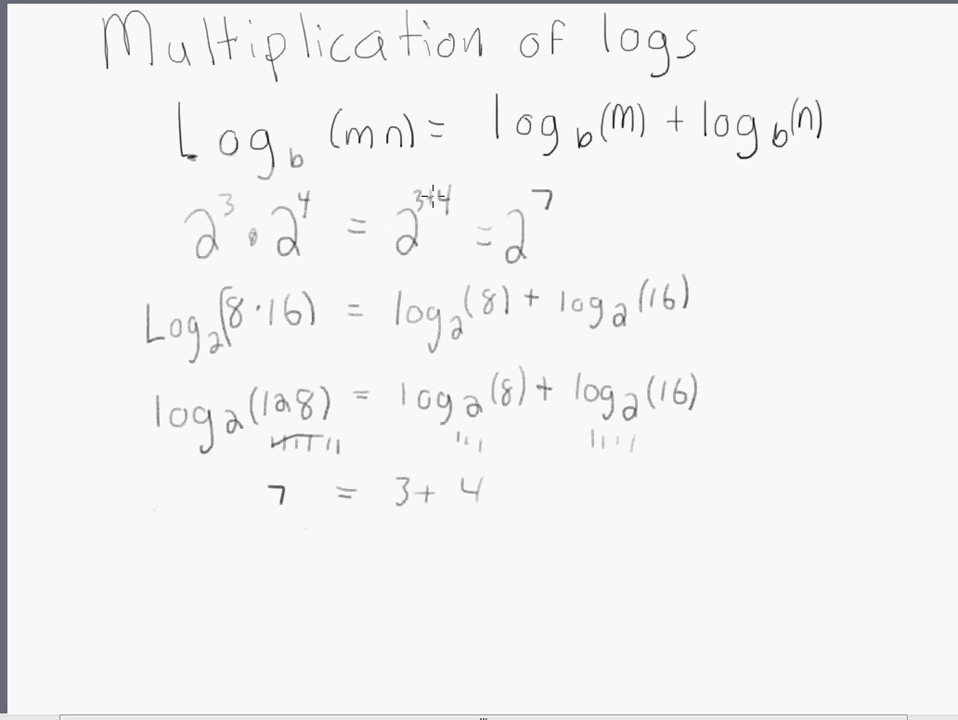 Multiplication of logs
Log_b (mn) = log_b(m) + log_b(n)
2^3 · 2^4 = 2^{3+4} = 2^7
Log_2(8·16) = log_2(8) + log_2(16)
log_2(128) = log_2(8) + log_2(16)
7 = 3+ 4